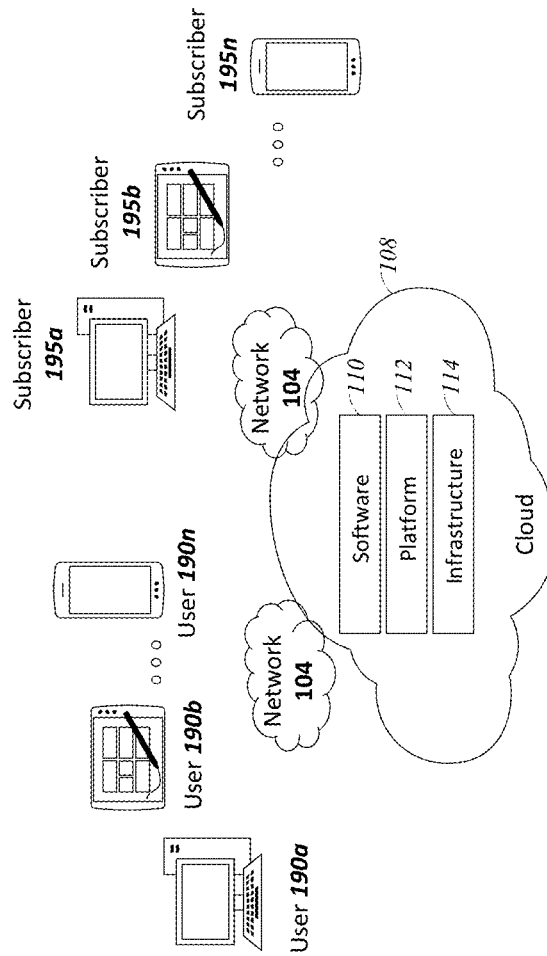 Subscriber
195a
Subscriber
195b
Subscriber
195n
User 190a
User 190b
User 190n
Network
104
Network
104
108
Software
110
Platform
112
Infrastructure
114
Cloud